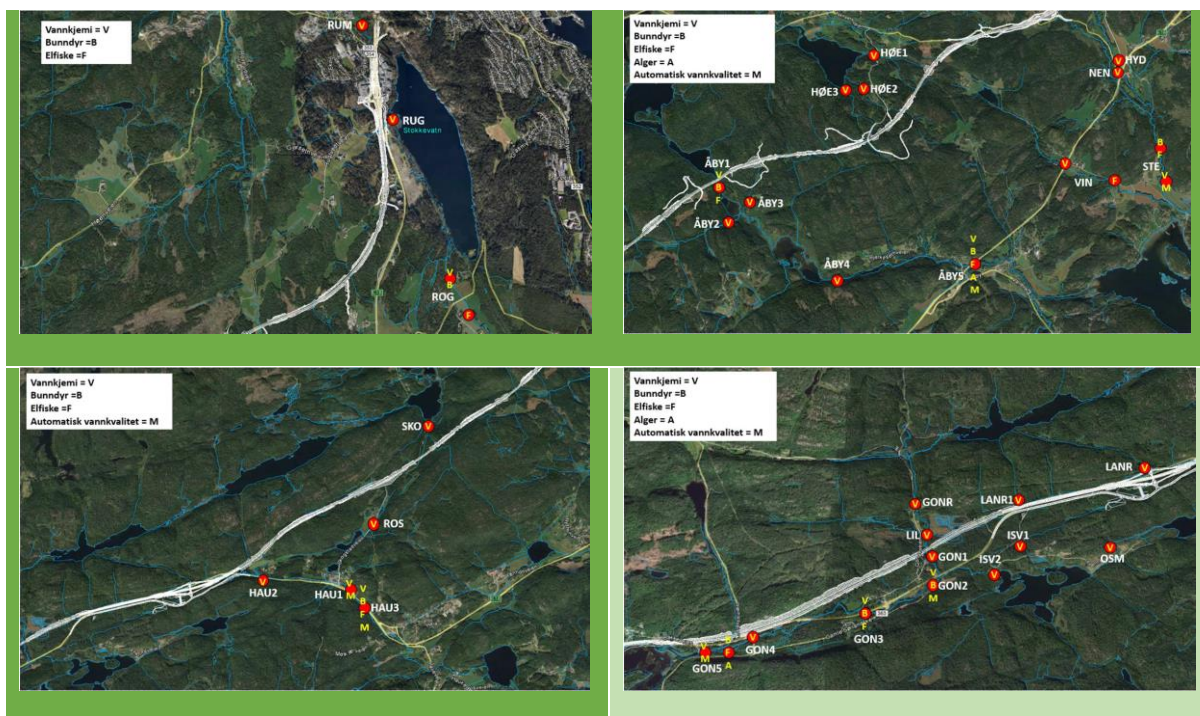 Vannkjemi = V
Bunndyr =B
Elfiske =F
RUM
V
V
RUG
Stokkevatn
V
B
ROG
F
Vannkjemi = V
Bunndyr =B
Elfiske =F
Alger = A
Automatisk vannkvalitet = M
V
HØE1
V
V
HØE3
HØE2
V
HYD
NEN
V
ÅBY1
V
B
F
V
ÅBY3
ÅBY2
V
V
VIN
F
B
F
STE
V
M
ÅBY4
V
V
B
F
ÅBY5
A
M
Vannkjemi = V
Bunndyr =B
Elfiske =F
Automatisk vannkvalitet = M
SKO
V
V
ROS
V
HAU2
HAU1
V
M
V
B
HAU3
F
M
Vannkjemi = V
Bunndyr =B
Elfiske =F
Alger = A
Automatisk vannkvalitet = M
LANR
V
GONR
V
LANR1
V
LIL
V
ISV1
V
OSM
V
GON1
V
ISV2
V
V
B
GON2
M
V
B
F
GON3
V
GON4
V
M
GON5
B
F
A